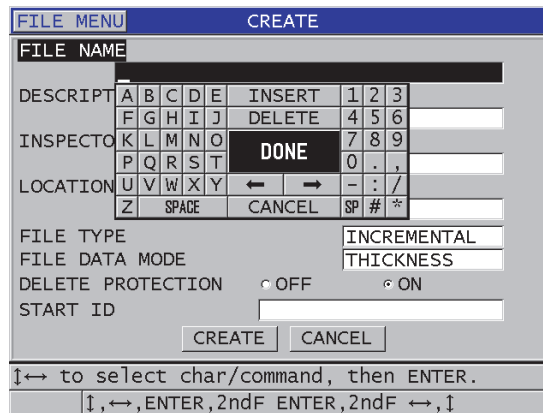 FILE MENU CREATE
FILE NAME
_
DESCRIPT
A B C D E INSERT 1 2 3
F G H I J DELETE 4 5 6
INSPECTO
K L M N O DONE 7 8 9
P Q R S T 0 . ,
LOCATION
U V W X Y ← → - : /
Z SPACE CANCEL SP # *
FILE TYPE INCREMENTAL
FILE DATA MODE THICKNESS
DELETE PROTECTION OFF ON
START ID
CREATE CANCEL
↕↔ to select char/command, then ENTER.
↕,↔,ENTER,2ndF ENTER,2ndF ↔,↕